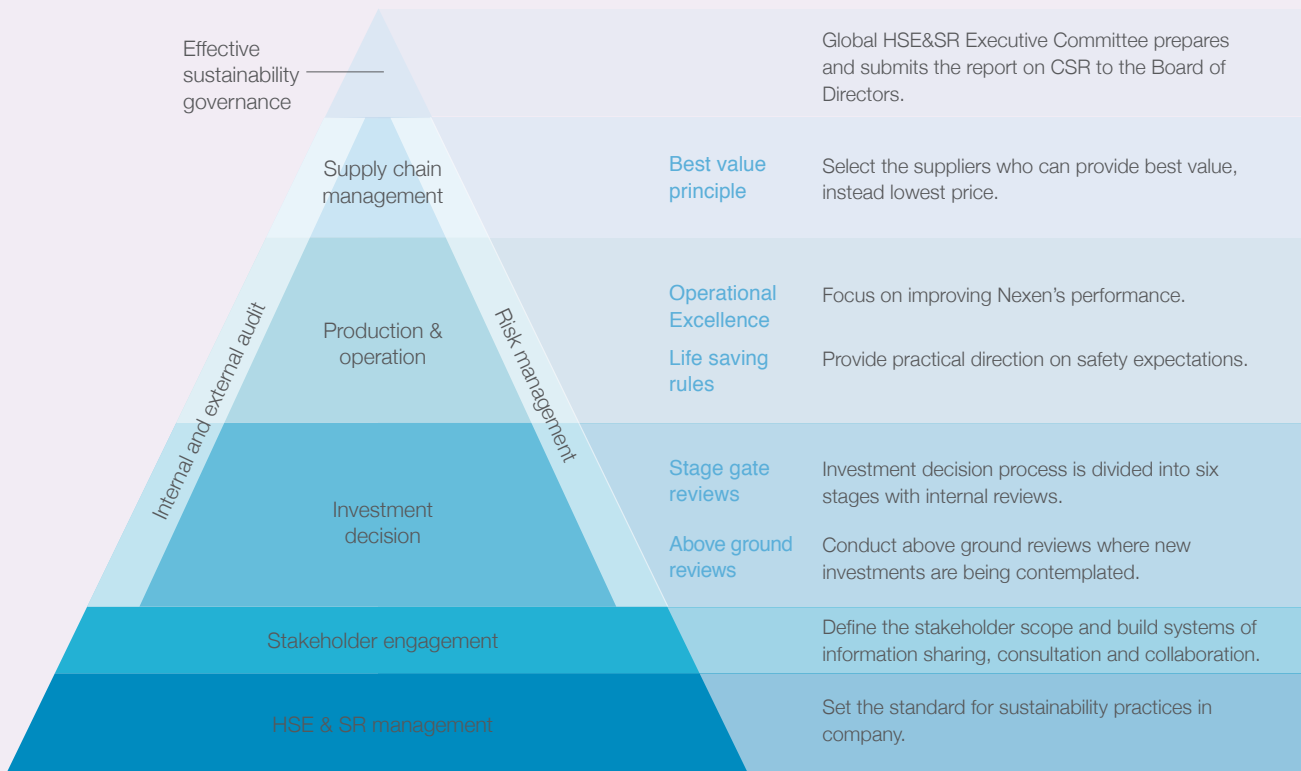 Effective
sustainability
governance
Global HSE&SR Executive Committee prepares
and submits the report on CSR to the Board of
Directors.
Supply chain
management
Best value
principle
Select the suppliers who can provide best value,
instead lowest price.
Internal and external audit
Risk management
Production &
operation
Operational
Excellence
Focus on improving Nexen’s performance.
Life saving
rules
Provide practical direction on safety expectations.
Investment
decision
Stage gate
reviews
Investment decision process is divided into six
stages with internal reviews.
Above ground
reviews
Conduct above ground reviews where new
investments are being contemplated.
Stakeholder engagement
Define the stakeholder scope and build systems of
information sharing, consultation and collaboration.
HSE & SR management
Set the standard for sustainability practices in
company.